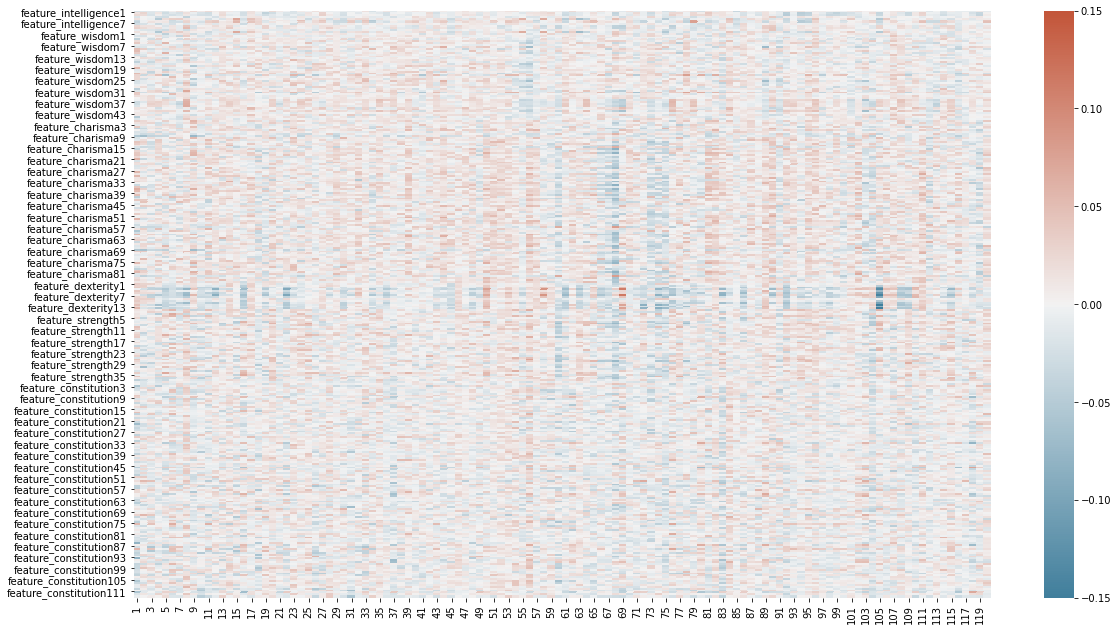 feature_intelligence1
feature_intelligence7
feature_wisdom1
feature_wisdom7
feature_wisdom13
feature_wisdom19
feature_wisdom25
feature_wisdom31
feature_wisdom37
feature_wisdom43
feature_charisma3
feature_charisma9
feature_charisma15
feature_charisma21
feature_charisma27
feature_charisma33
feature_charisma39
feature_charisma45
feature_charisma51
feature_charisma57
feature_charisma63
feature_charisma69
feature_charisma75
feature_charisma81
feature_dexterity1
feature_dexterity7
feature_dexterity13
feature_strength5
feature_strength11
feature_strength17
feature_strength23
feature_strength29
feature_strength35
feature_constitution3
feature_constitution9
feature_constitution15
feature_constitution21
feature_constitution27
feature_constitution33
feature_constitution39
feature_constitution45
feature_constitution51
feature_constitution57
feature_constitution63
feature_constitution69
feature_constitution75
feature_constitution81
feature_constitution87
feature_constitution93
feature_constitution99
feature_constitution105
feature_constitution111
1 3 5 7 9 11 13 15 17 19 21 23 25 27 29 31 33 35 37 39 41 43 45 47 49 51 53 55 57 59 61 63 65 67 69 71 73 75 77 79 81 83 85 87 89 91 93 95 97 99 101 103 105 107 109 111 113 115 117 119
0.15
0.10
0.05
0.00
−0.05
−0.10
−0.15